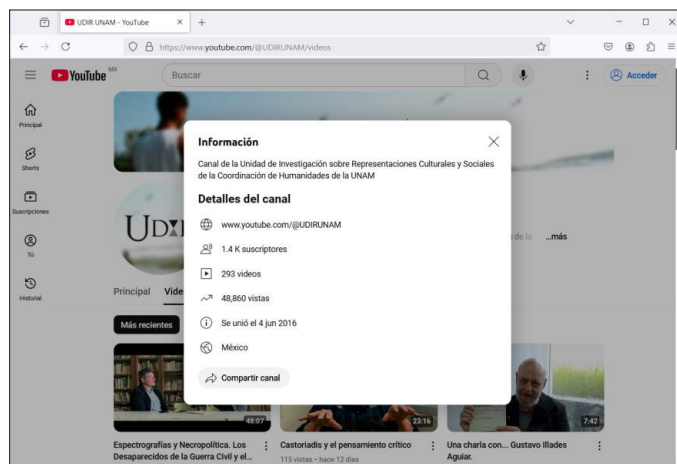 UDIR UNAM - YouTube
https://www.youtube.com/@UDIRUNAM/videos
YouTube MX
Buscar
Acceder
Principal
Shorts
Suscripciones
Tú
Historial
Información
Canal de la Unidad de Investigación sobre Representaciones Culturales y Sociales
de la Coordinación de Humanidades de la UNAM
Detalles del canal
www.youtube.com/@UDIRUNAM
1.4 K suscriptores
293 videos
48,860 vistas
Se unió el 4 jun 2016
México
Compartir canal
UDI
de la ...más
Principal Vide
Más recientes
48:07
23:16
7:42
Espectrografías y Necropolítica. Los
Desaparecidos de la Guerra Civil y el...
Castoriadis y el pensamiento crítico
115 vistas • hace 12 días
Una charla con... Gustavo Illades
Aguiar.